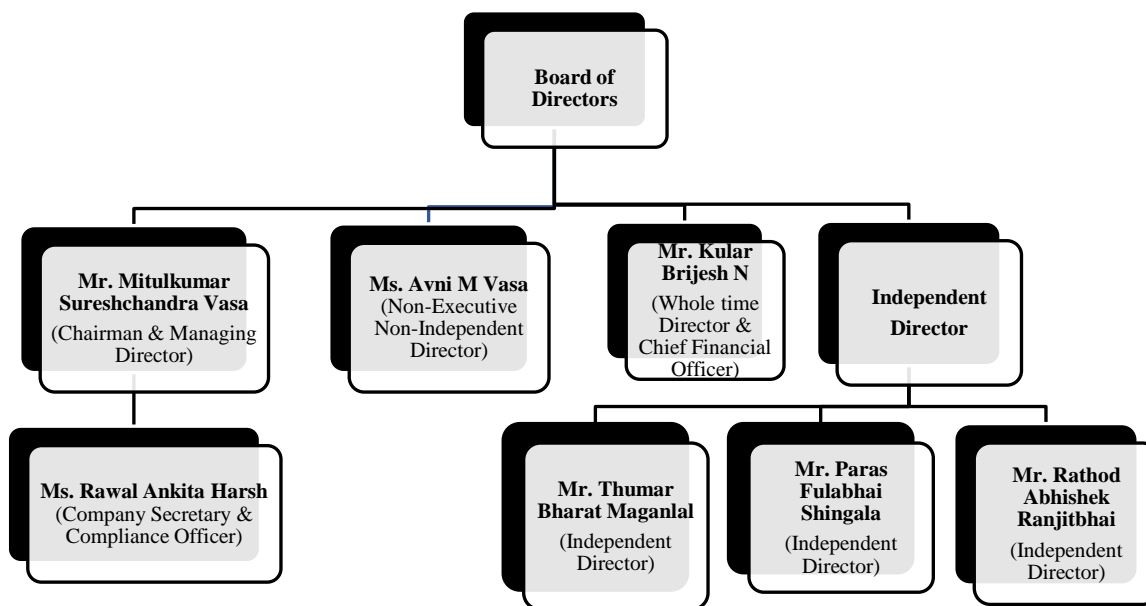 Board of
Directors
Mr. Mitulkumar
Sureshchandra Vasa
(Chairman & Managing
Director)
Ms. Avni M Vasa
(Non-Executive
Non-Independent
Director)
Mr. Kular
Brijesh N
(Whole time
Director &
Chief Financial
Officer)
Independent
Director
Ms. Rawal Ankita Harsh
(Company Secretary &
Compliance Officer)
Mr. Thumar
Bharat Maganlal
(Independent
Director)
Mr. Paras
Fulabhai
Shingala
(Independent
Director)
Mr. Rathod
Abhishek
Ranjitbhai
(Independent
Director)